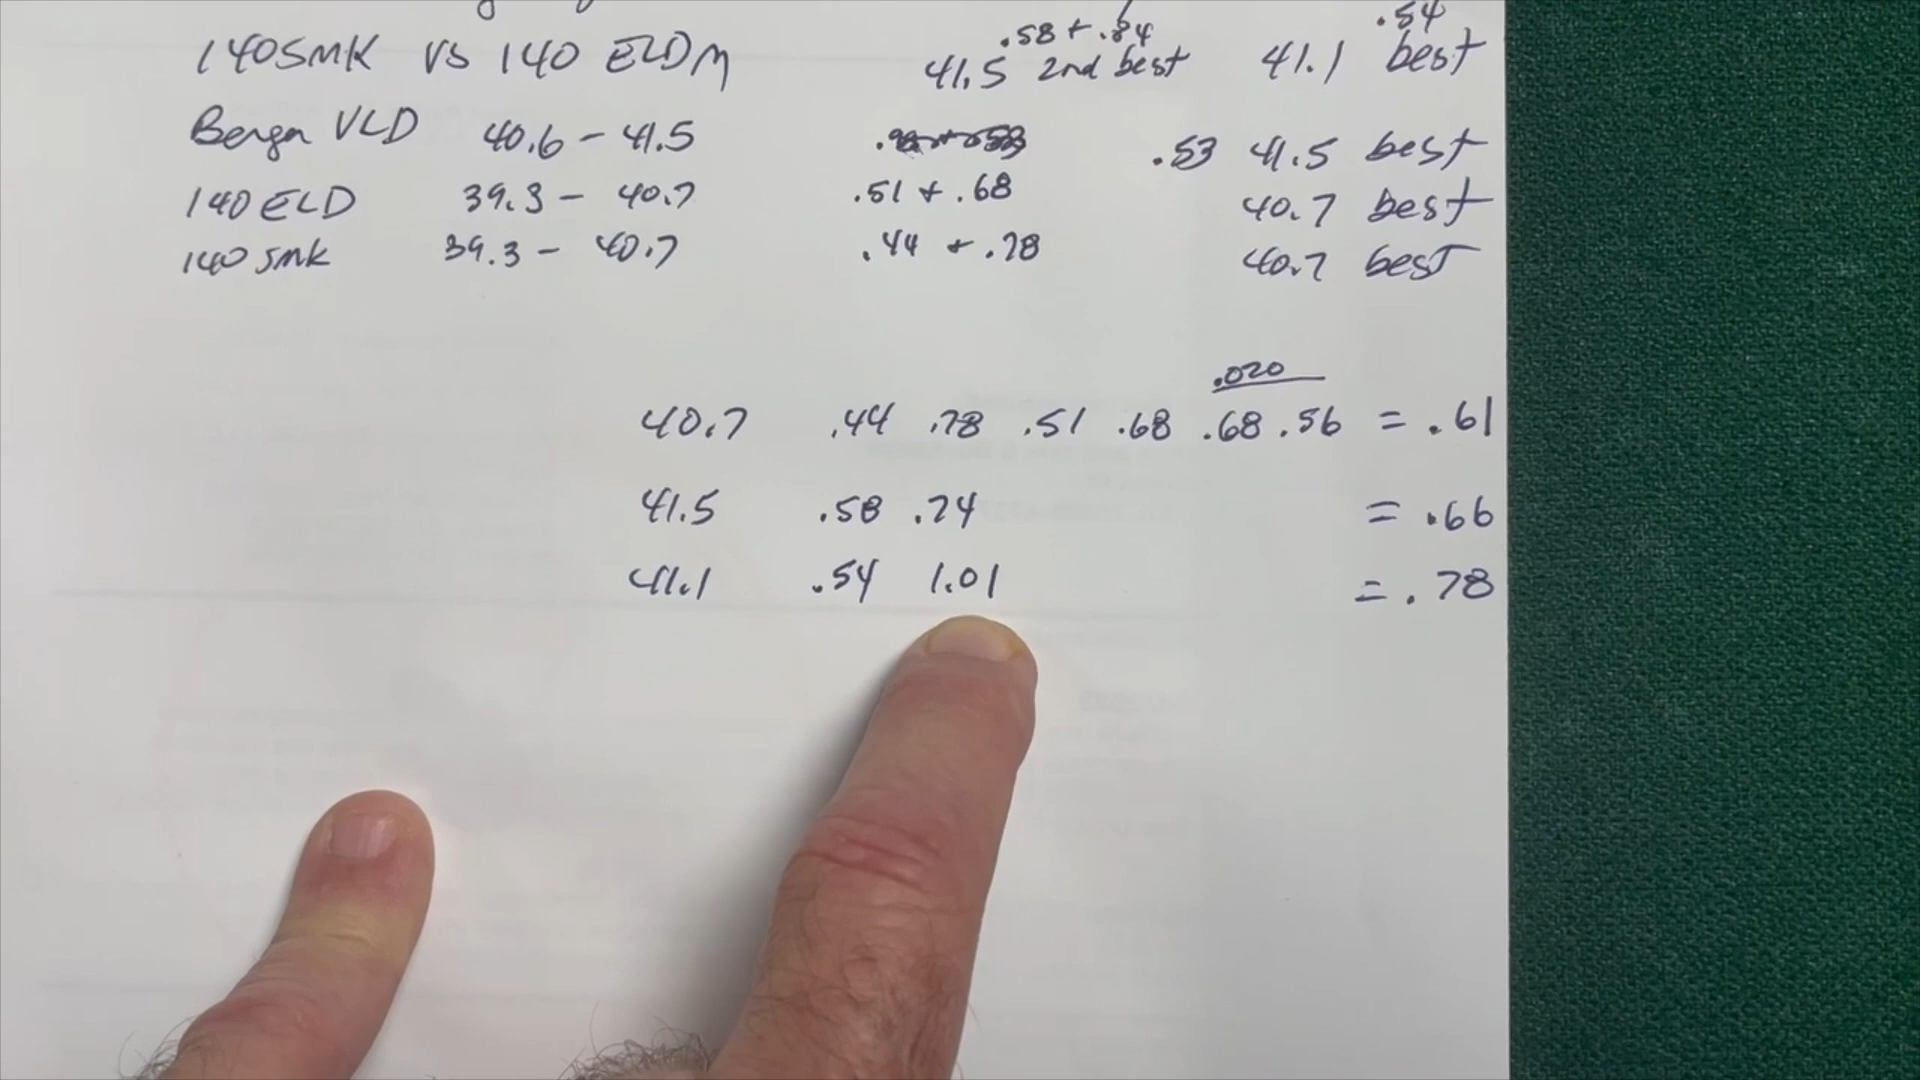 .58 + .84 .54
140 SMK VS 140 ELDM 41.5 2nd best 41.1 best
VLD 40.6 - 41.5 .53 41.5 best
140 ELD 39.3 - 40.7 .51 + .68 40.7 best
140 SMK 39.3 - 40.7 .44 + .78 40.7 best
.020
40.7 .44 .78 .51 .68 .68 .56 = .61
41.5 .58 .74 = .66
41.1 .54 1.01 = .78